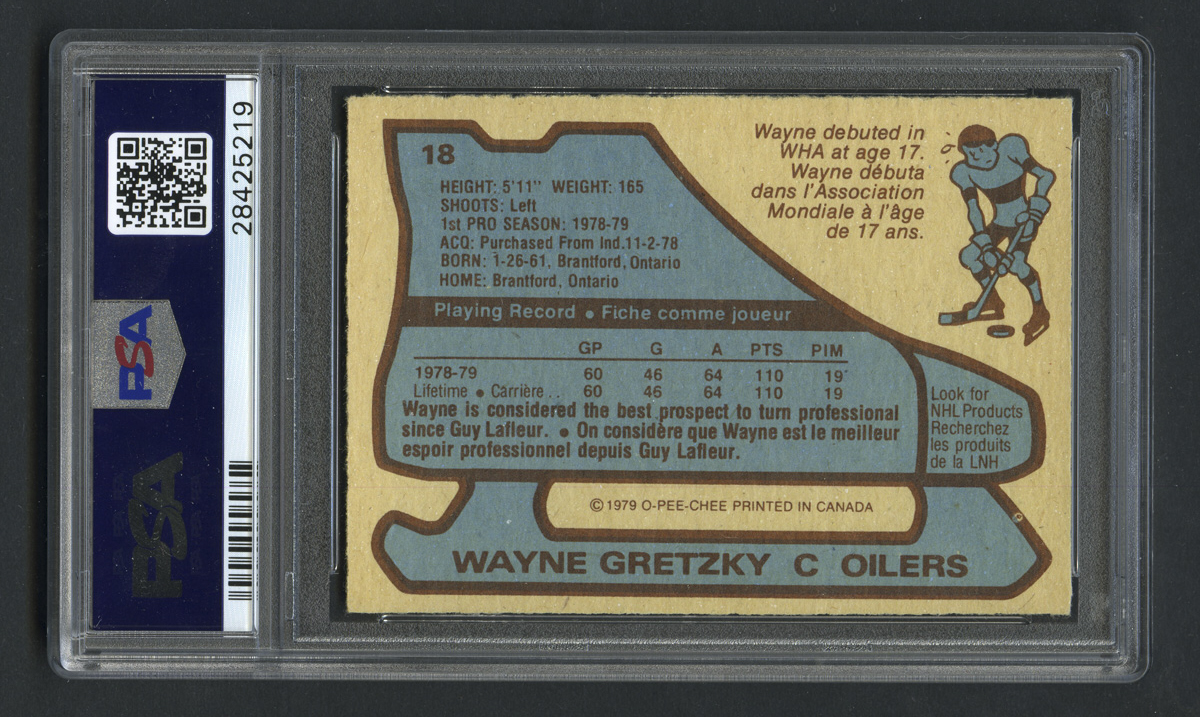 28425219
PSA
PSA
18
HEIGHT: 5'11" WEIGHT: 165
SHOOTS: Left
1st PRO SEASON: 1978-79
ACQ: Purchased From Ind.11-2-78
BORN: 1-26-61, Brantford, Ontario
HOME: Brantford, Ontario
Wayne debuted in
WHA at age 17.
Wayne débuta
dans l'Association
Mondiale à l'âge
de 17 ans.
Playing Record • Fiche comme joueur
GP G A PTS PIM
1978-79 60 46 64 110 19
Lifetime • Carrière . . 60 46 64 110 19
Wayne is considered the best prospect to turn professional
since Guy Lafleur. • On considère que Wayne est le meilleur
espoir professionnel depuis Guy Lafleur.
Look for
NHL Products
Recherchez
les produits
de la LNH
© 1979 O-PEE-CHEE PRINTED IN CANADA
WAYNE GRETZKY C OILERS